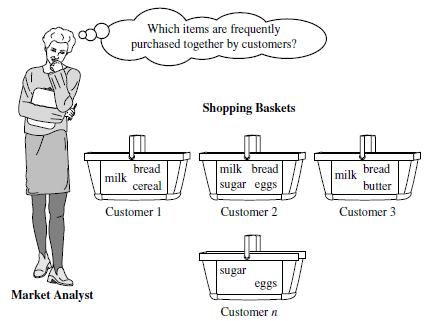 Which items are frequently
purchased together by customers?
Shopping Baskets
milk bread
cereal
Customer 1
milk bread
sugar eggs
Customer 2
milk bread
butter
Customer 3
sugar
eggs
Customer n
Market Analyst